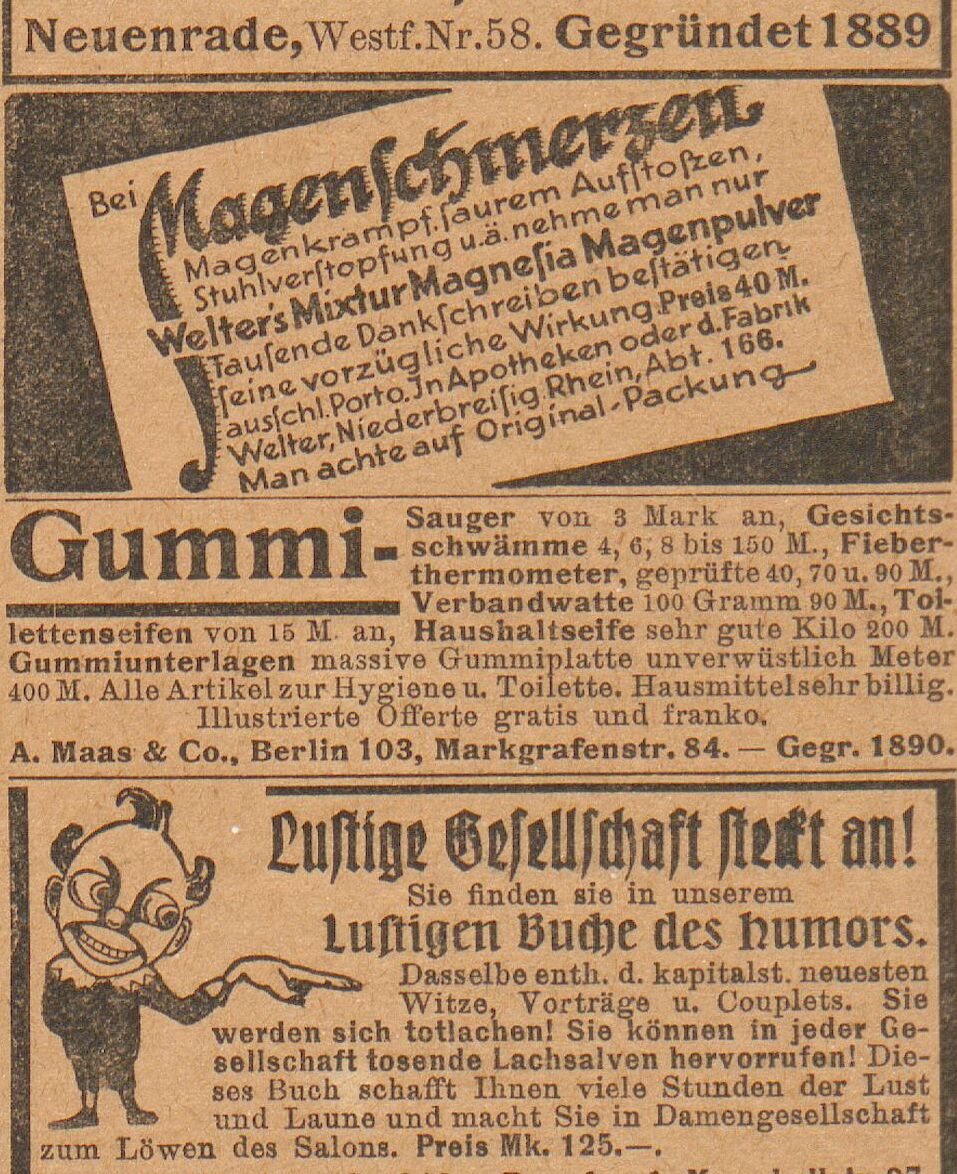 Neuenrade, Westf. Nr. 58. Gegründet 1889
Bei Magenſchmerzen
Magenkrampf, ſaurem Aufſtoßzen,
Stuhlverſtopfung u.ä. nehme man nur
Welter's Mixtur Magneſia Magenpulver
Tauſende Dankſchreiben beſtätigen
ſeine vorzügliche Wirkung. Preis 40 M.
ausſchl. Porto. In Apotheken oder d. Fabrik
Welter, Niederbreiſig Rhein, Abt. 166.
Man achte auf Original-Packung
Gummi-
Sauger von 3 Mark an, Gesichts-
schwämme 4, 6, 8 bis 150 M., Fieber-
thermometer, geprüfte 40, 70 u. 90 M.,
Verbandwatte 100 Gramm 90 M., Toi-
lettenseifen von 15 M. an, Haushaltseife sehr gute Kilo 200 M.
Gummiunterlagen massive Gummiplatte unverwüstlich Meter
400 M. Alle Artikel zur Hygiene u. Toilette. Hausmittel sehr billig.
Illustrierte Offerte gratis und franko.
A. Maas & Co., Berlin 103, Markgrafenstr. 84. — Gegr. 1890.
Luſtige Geſellſchaft ſteckt an!
Sie finden sie in unserem
Luſtigen Buche des Humors.
Dasselbe enth. d. kapitalst. neuesten
Witze, Vorträge u. Couplets. Sie
werden sich totlachen! Sie können in jeder Ge-
sellschaft tosende Lachsalven hervorrufen! Die-
ses Buch schafft Ihnen viele Stunden der Lust
und Laune und macht Sie in Damengesellschaft
zum Löwen des Salons. Preis Mk. 125.—.